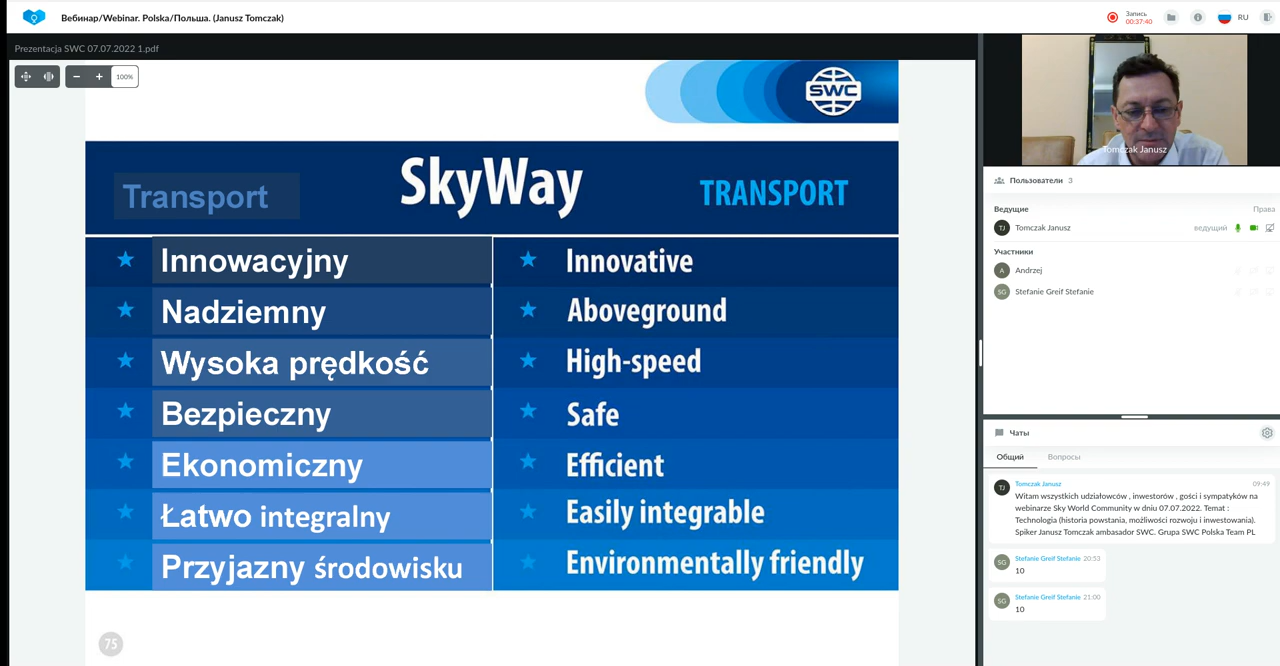 Вебинар/Webinar. Polska/Польша. (Janusz Tomczak)
Запись
00:37:40
RU
Prezentacja SWC 07.07.2022 1.pdf
100%
SWC
Transport
SkyWay
TRANSPORT
Innowacyjny
Innovative
Nadziemny
Aboveground
Wysoka prędkość
High-speed
Bezpieczny
Safe
Ekonomiczny
Efficient
Łatwo integralny
Easily integrable
Przyjazny środowisku
Environmentally friendly
75
Tomczak Janusz
Пользователи 3
Ведущие
Права
TJ
Tomczak Janusz
ведущий
Участники
A
Andrzej
SG
Stefanie Greif Stefanie
Чаты
Общий
Вопросы
TJ
Tomczak Janusz
09:49
Witam wszystkich udziałowców , inwestorów , gości i sympatyków na
webinarze Sky World Community w dniu 07.07.2022. Temat :
Technologia (historia powstania, możliwości rozwoju i inwestowania).
Spiker Janusz Tomczak ambasador SWC. Grupa SWC Polska Team PL
SG
Stefanie Greif Stefanie 20:53
10
SG
Stefanie Greif Stefanie 21:00
10